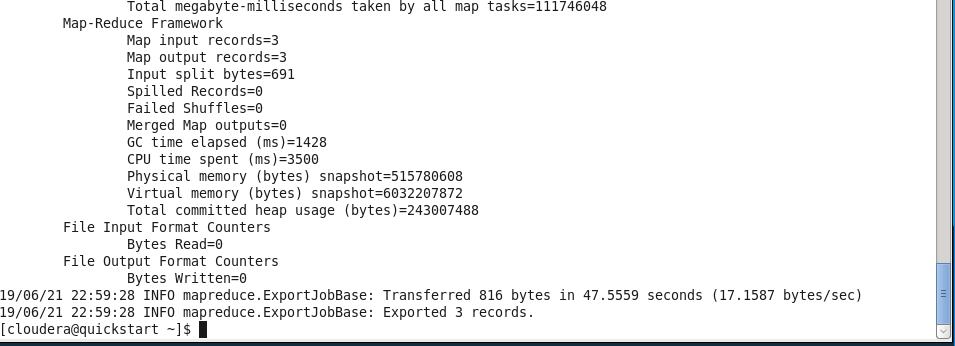 Total megabyte-milliseconds taken by all map tasks=111746048
Map-Reduce Framework
Map input records=3
Map output records=3
Input split bytes=691
Spilled Records=0
Failed Shuffles=0
Merged Map outputs=0
GC time elapsed (ms)=1428
CPU time spent (ms)=3500
Physical memory (bytes) snapshot=515780608
Virtual memory (bytes) snapshot=6032207872
Total committed heap usage (bytes)=243007488
File Input Format Counters
Bytes Read=0
File Output Format Counters
Bytes Written=0
19/06/21 22:59:28 INFO mapreduce.ExportJobBase: Transferred 816 bytes in 47.5559 seconds (17.1587 bytes/sec)
19/06/21 22:59:28 INFO mapreduce.ExportJobBase: Exported 3 records.
[cloudera@quickstart ~]$